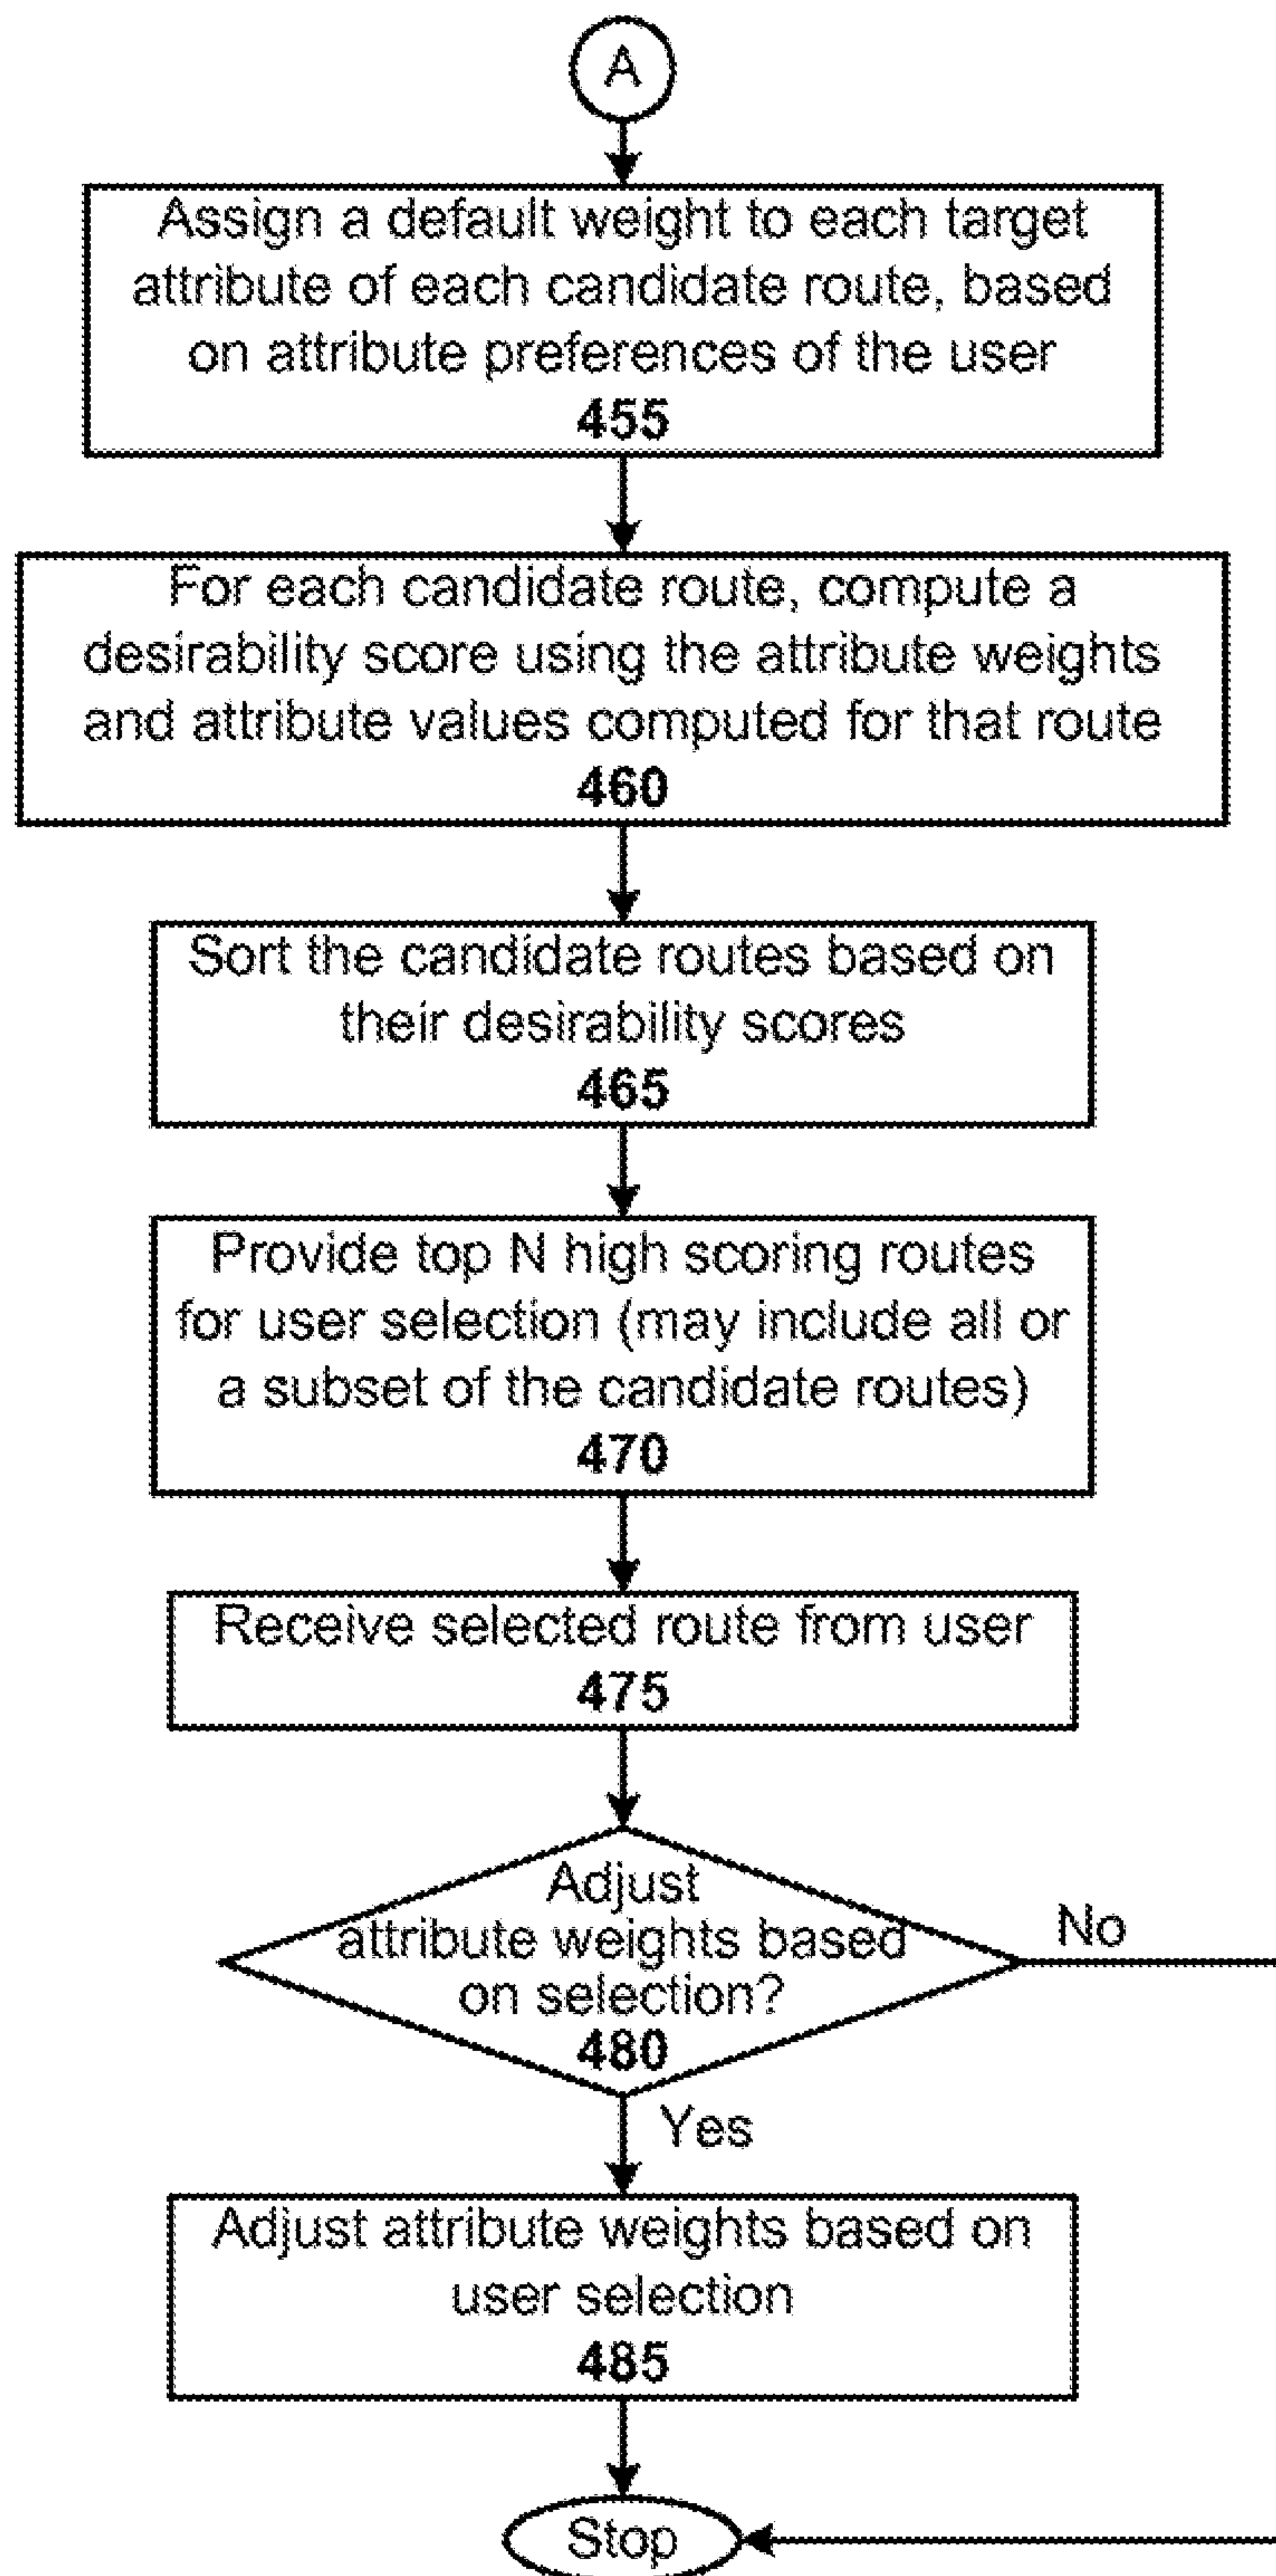 A
Assign a default weight to each target
attribute of each candidate route, based
on attribute preferences of the user
455
For each candidate route, compute a
desirability score using the attribute weights
and attribute values computed for that route
460
Sort the candidate routes based on
their desirability scores
465
Provide top N high scoring routes
for user selection (may include all or
a subset of the candidate routes)
470
Receive selected route from user
475
Adjust
attribute weights based
on selection?
480
No
Yes
Adjust attribute weights based on
user selection
485
Stop